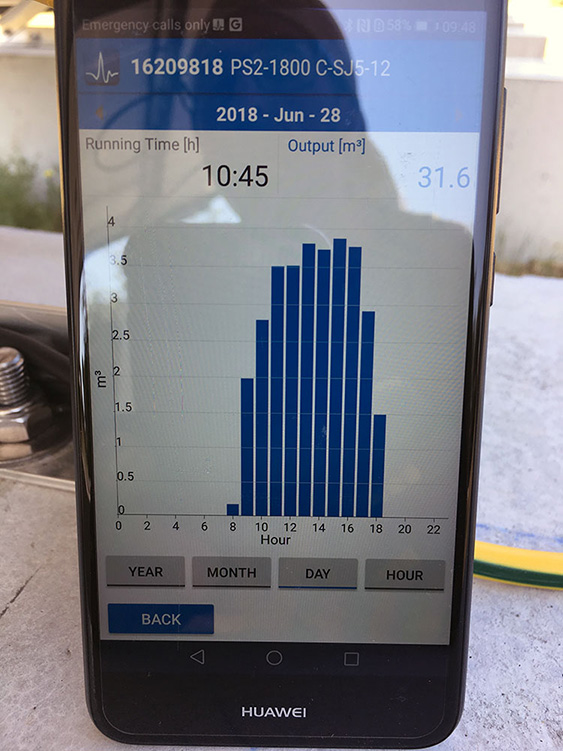 Emergency calls only 58% 09:48
16209818 PS2-1800 C-SJ5-12
2018 - Jun - 28
Running Time [h] Output [m³]
10:45 31.6
4
3.5
3
2.5
2
1.5
1
0.5
0
m³
0 2 4 6 8 10 12 14 16 18 20 22
Hour
YEAR MONTH DAY HOUR
BACK
HUAWEI